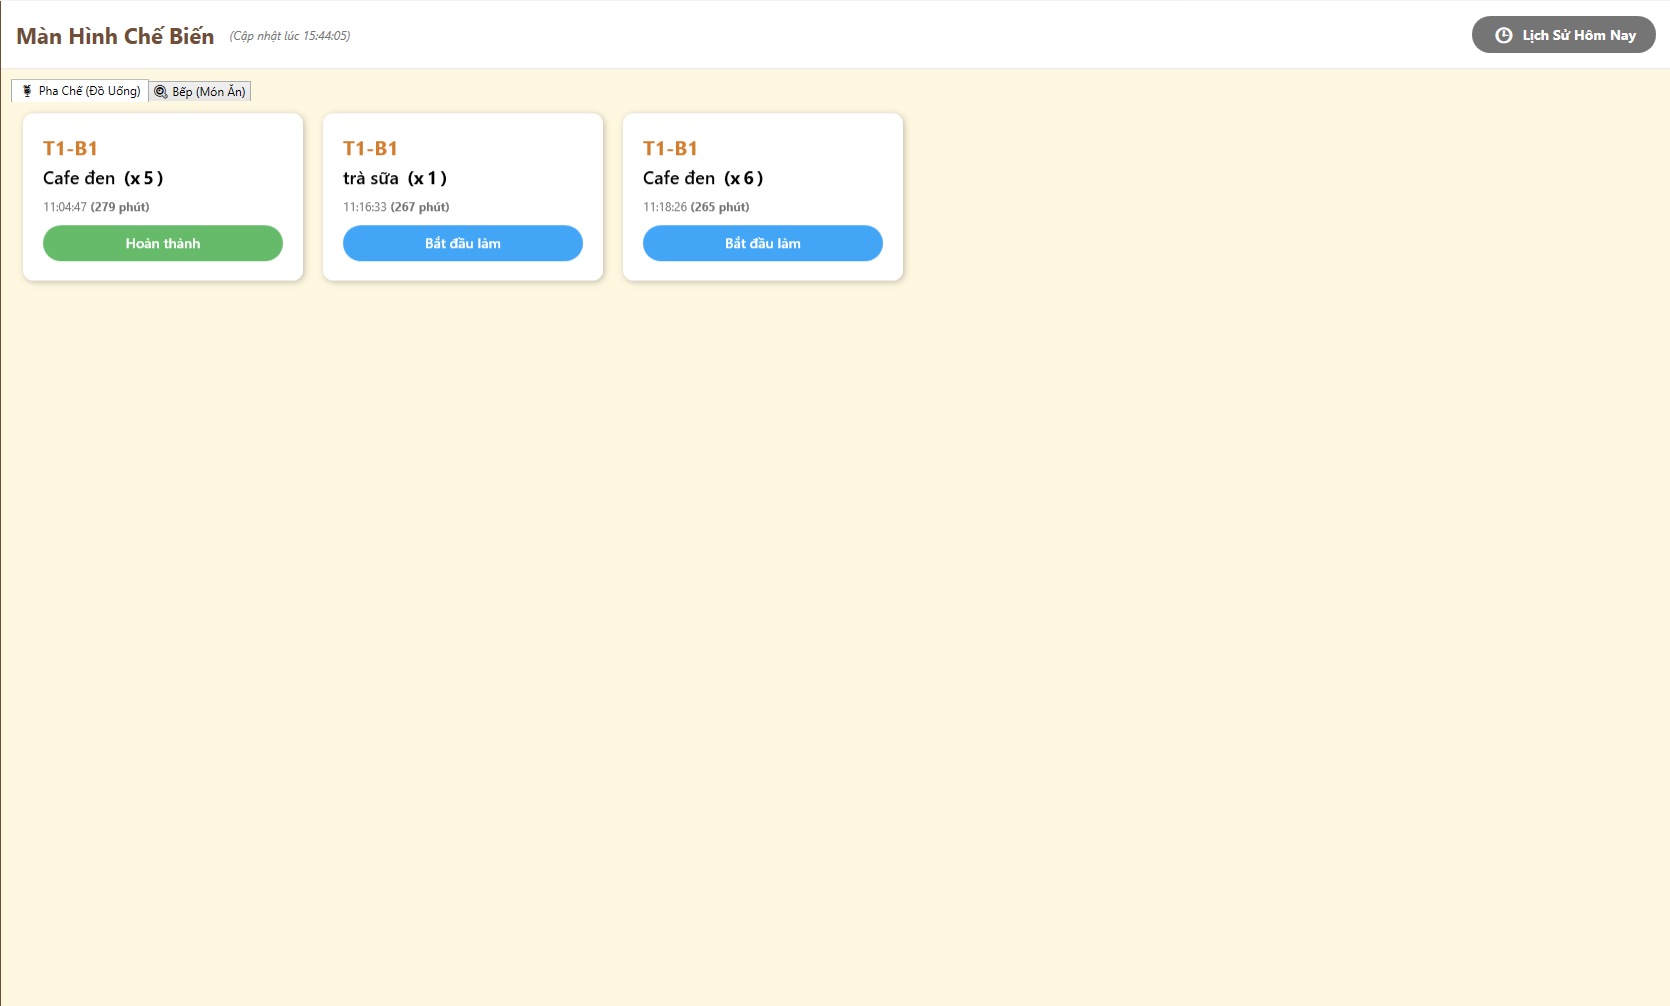 Màn Hình Chế Biến (Cập nhật lúc 15:44:05)
Lịch Sử Hôm Nay
Pha Chế (Đồ Uống) Bếp (Món Ăn)
T1-B1
Cafe đen (x 5 )
11:04:47 (279 phút)
Hoàn thành
T1-B1
trà sữa (x 1 )
11:16:33 (267 phút)
Bắt đầu làm
T1-B1
Cafe đen (x 6 )
11:18:26 (265 phút)
Bắt đầu làm